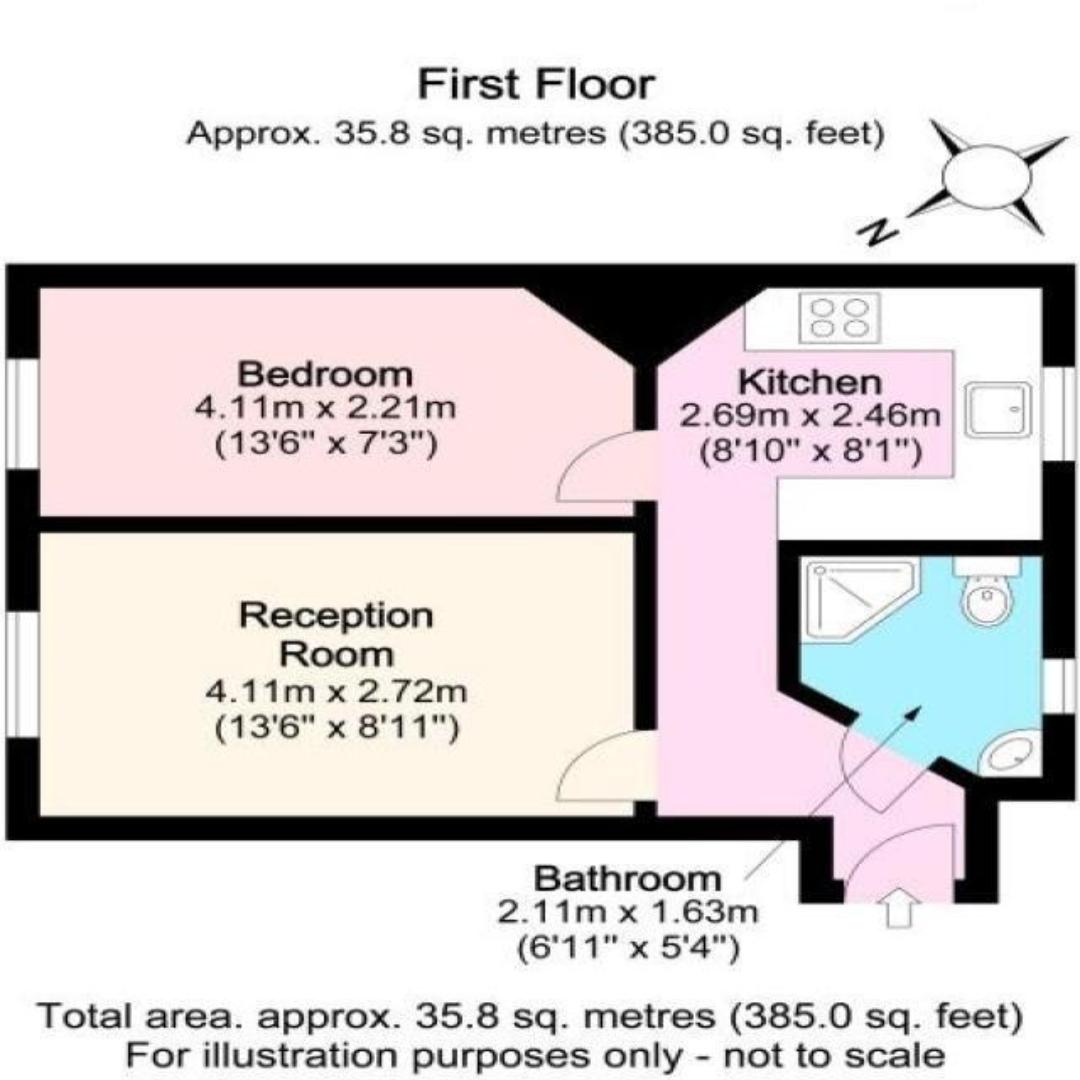 First Floor
Approx. 35.8 sq. metres (385.0 sq. feet)
N
Bedroom
4.11m x 2.21m
(13'6" x 7'3")
Kitchen
2.69m x 2.46m
(8'10" x 8'1")
Reception
Room
4.11m x 2.72m
(13'6" x 8'11")
Bathroom
2.11m x 1.63m
(6'11" x 5'4")
Total area. approx. 35.8 sq. metres (385.0 sq. feet)
For illustration purposes only - not to scale